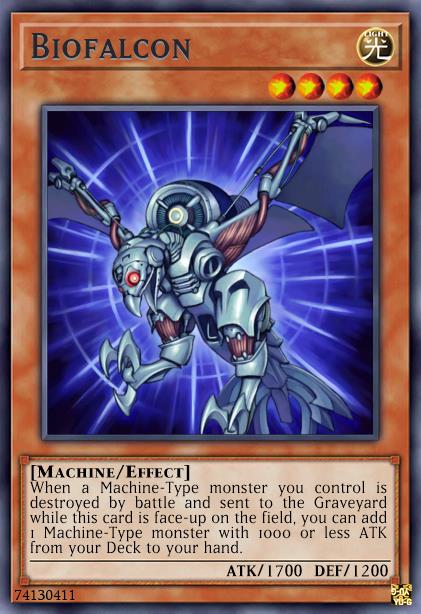 BIOFALCON
LIGHT
光
[MACHINE/EFFECT]
When a Machine-Type monster you control is
destroyed by battle and sent to the Graveyard
while this card is face-up on the field, you can add
1 Machine-Type monster with 1000 or less ATK
from your Deck to your hand.
ATK/1700 DEF/1200
74130411